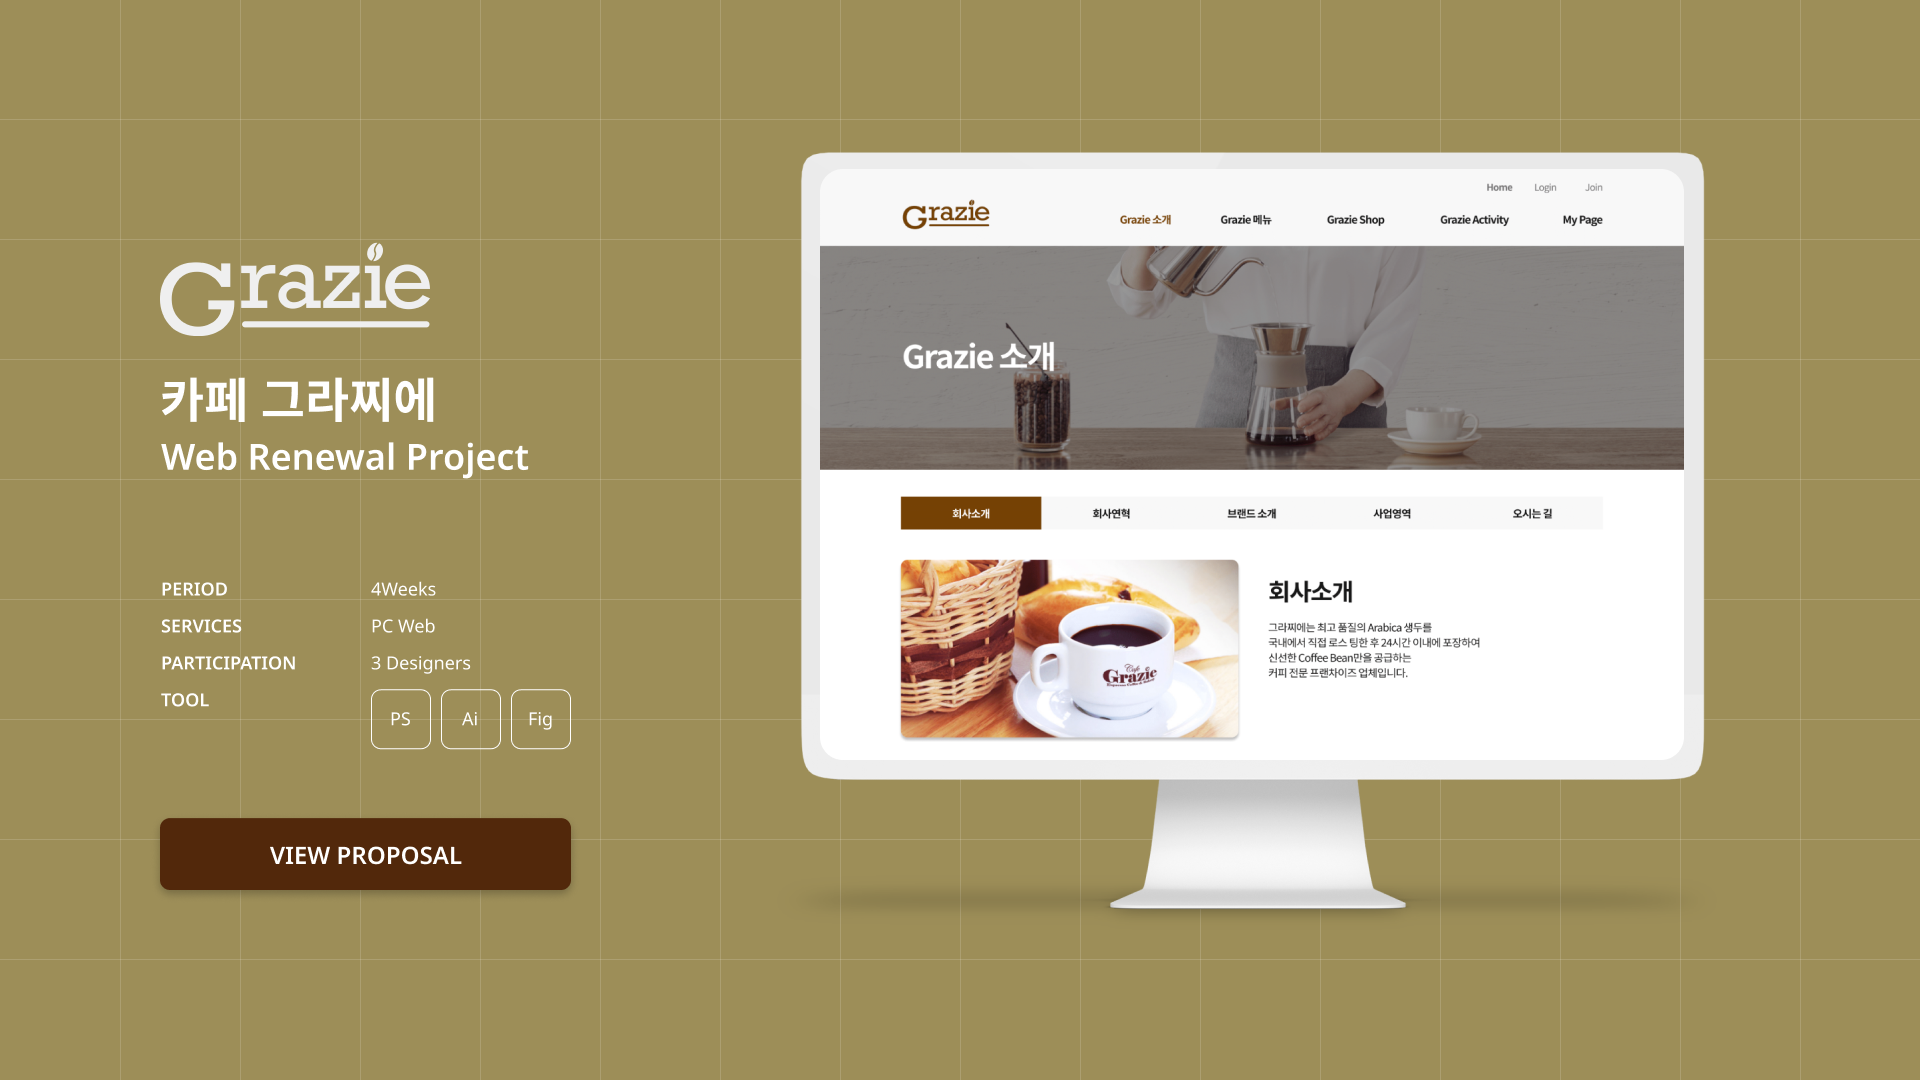 Grazie
카페 그라찌에
Web Renewal Project
PERIOD 4Weeks
SERVICES PC Web
PARTICIPATION 3 Designers
TOOL PS Ai Fig
VIEW PROPOSAL
Home Login Join
Grazie Grazie 소개 Grazie 메뉴 Grazie Shop Grazie Activity My Page
Grazie 소개
회사소개 회사연혁 브랜드 소개 사업영역 오시는 길
Café
Grazie
회사소개
그라찌에는 최고 품질의 Arabica 생두를
국내에서 직접 로스 팅한 후 24시간 이내에 포장하여
신선한 Coffee Bean만을 공급하는
커피 전문 프랜차이즈 업체입니다.